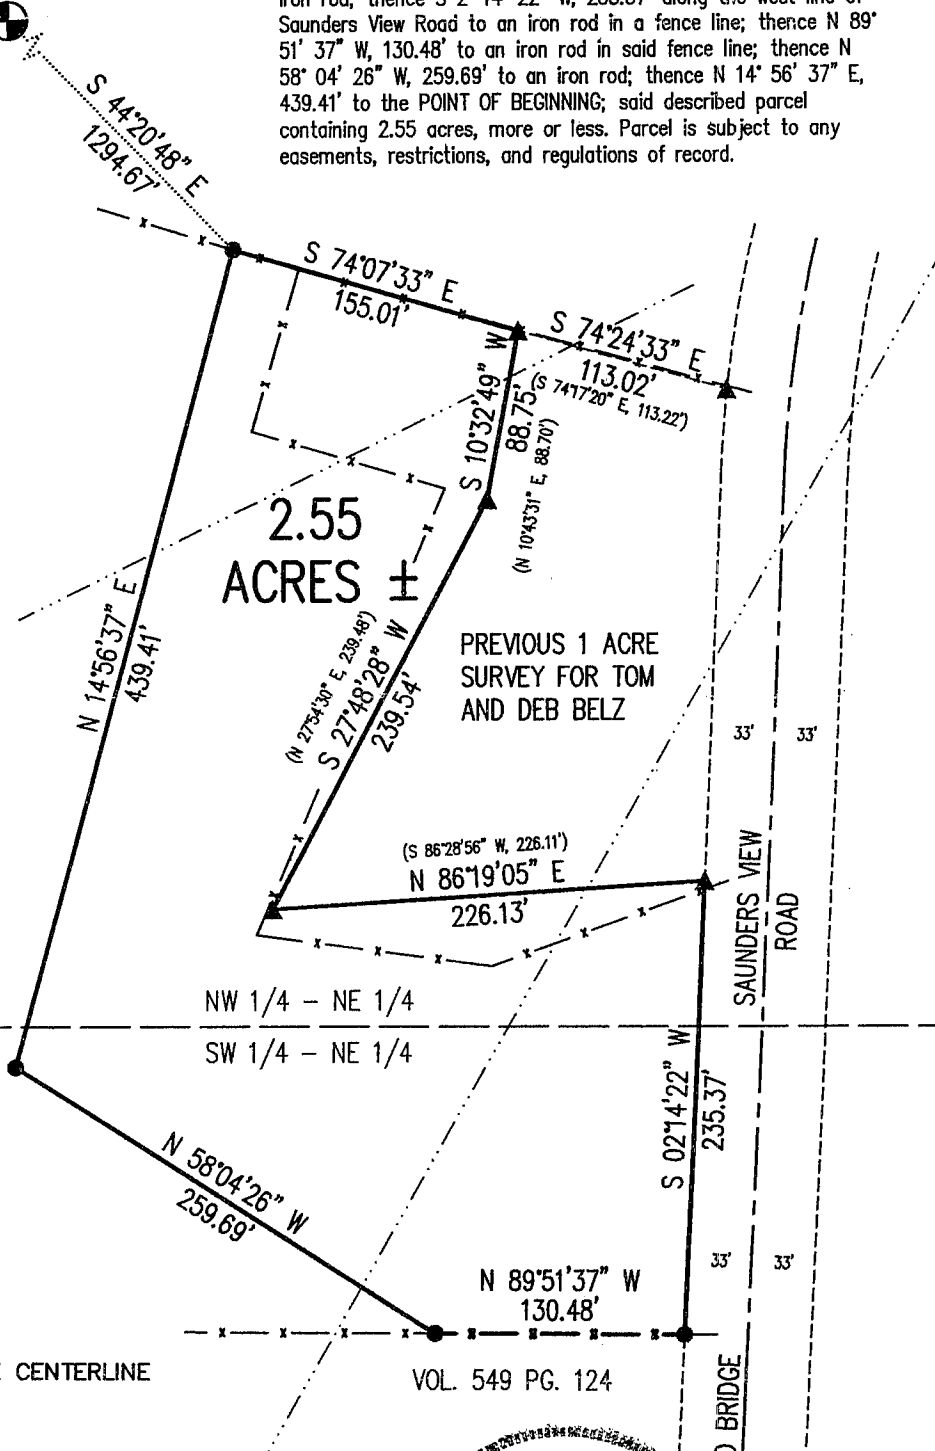 Saunders View Road to an iron rod in a fence line; thence N 89°
51' 37" W, 130.48' to an iron rod in said fence line; thence N
58° 04' 26" W, 259.69' to an iron rod; thence N 14° 56' 37" E,
439.41' to the POINT OF BEGINNING; said described parcel
containing 2.55 acres, more or less. Parcel is subject to any
easements, restrictions, and regulations of record.
S 44°20'48" E
1294.67'
S 74°07'33" E
155.01'
S 74°24'33" E
113.02'
(S 74°17'20" E, 113.22')
S 10°32'49" W
88.75'
(N 10°43'31" E, 88.70')
2.55
ACRES ±
N 14°56'37" E
439.41'
(N 27°54'30" E, 239.48')
S 27°48'28" W
239.54'
PREVIOUS 1 ACRE
SURVEY FOR TOM
AND DEB BELZ
33' 33'
(S 86°28'56" W, 226.11')
N 86°19'05" E
226.13'
SAUNDERS VIEW
ROAD
NW 1/4 - NE 1/4
SW 1/4 - NE 1/4
S 02°14'22" W
235.37'
N 58°04'26" W
259.69'
33' 33'
N 89°51'37" W
130.48'
CENTERLINE
VOL. 549 PG. 124
BRIDGE